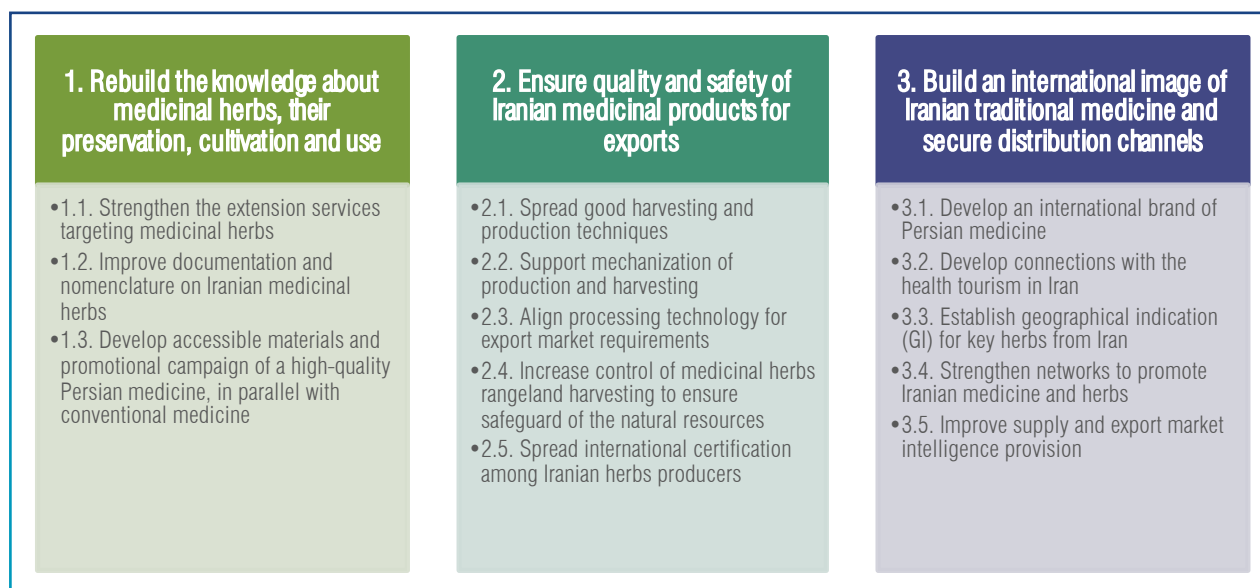 1. Rebuild the knowledge about
medicinal herbs, their
preservation, cultivation and use
•1.1. Strengthen the extension services
targeting medicinal herbs
•1.2. Improve documentation and
nomenclature on Iranian medicinal
herbs
•1.3. Develop accessible materials and
promotional campaign of a high-quality
Persian medicine, in parallel with
conventional medicine
2. Ensure quality and safety of
Iranian medicinal products for
exports
•2.1. Spread good harvesting and
production techniques
•2.2. Support mechanization of
production and harvesting
•2.3. Align processing technology for
export market requirements
•2.4. Increase control of medicinal herbs
rangeland harvesting to ensure
safeguard of the natural resources
•2.5. Spread international certification
among Iranian herbs producers
3. Build an international image of
Iranian traditional medicine and
secure distribution channels
•3.1. Develop an international brand of
Persian medicine
•3.2. Develop connections with the
health tourism in Iran
•3.3. Establish geographical indication
(GI) for key herbs from Iran
•3.4. Strengthen networks to promote
Iranian medicine and herbs
•3.5. Improve supply and export market
intelligence provision